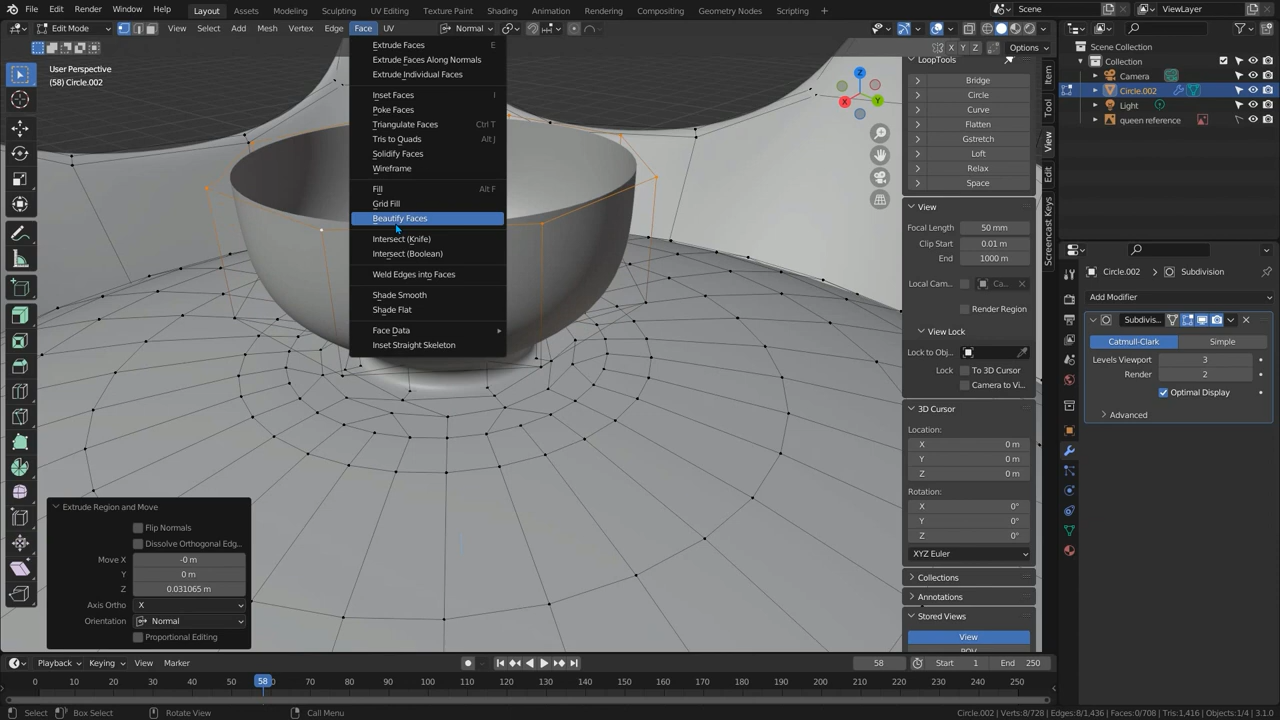 File Edit Render Window Help Layout Assets Modeling Sculpting UV Editing Texture Paint Shading Animation Rendering Compositing Geometry Nodes Scripting + Scene ViewLayer
Edit Mode View Select Add Mesh Vertex Edge Face UV Normal
X Y Z Options
User Perspective
(58) Circle.002
Extrude Faces E
Extrude Faces Along Normals
Extrude Individual Faces
Inset Faces I
Poke Faces
Triangulate Faces Ctrl T
Tris to Quads Alt J
Solidify Faces
Wireframe
Fill Alt F
Grid Fill
Beautify Faces
Intersect (Knife)
Intersect (Boolean)
Weld Edges into Faces
Shade Smooth
Shade Flat
Face Data
Inset Straight Skeleton
Z
X Y
LoopTools
Bridge
Circle
Curve
Flatten
Gstretch
Loft
Relax
Space
View
Focal Length 50 mm
Clip Start 0.01 m
End 1000 m
Local Cam... Ca...
Render Region
View Lock
Lock to Obj...
Lock To 3D Cursor
Camera to Vi...
3D Cursor
Location:
X 0 m
Y 0 m
Z 0 m
Rotation:
X 0°
Y 0°
Z 0°
XYZ Euler
Collections
Annotations
Stored Views
View
POV
Item
Tool
View
Edit
Screencast Keys
Scene Collection
Collection
Camera
Circle.002
Light
queen reference
Circle.002 Subdivision
Add Modifier
Subdivis...
Catmull-Clark Simple
Levels Viewport 3
Render 2
Optimal Display
Advanced
Extrude Region and Move
Flip Normals
Dissolve Orthogonal Edg...
Move X -0 m
Y 0 m
Z 0.031065 m
Axis Ortho X
Orientation Normal
Proportional Editing
Playback Keying View Marker 58 Start 1 End 250
0 10 20 30 40 50 58 70 80 90 100 110 120 130 140 150 160 170 180 190 200 210 220 230 240 250
Select Box Select Rotate View Call Menu Circle.002 | Verts:8/728 | Edges:8/1,436 | Faces:0/708 | Tris:1,416 | Objects:1/4 | 3.1.0